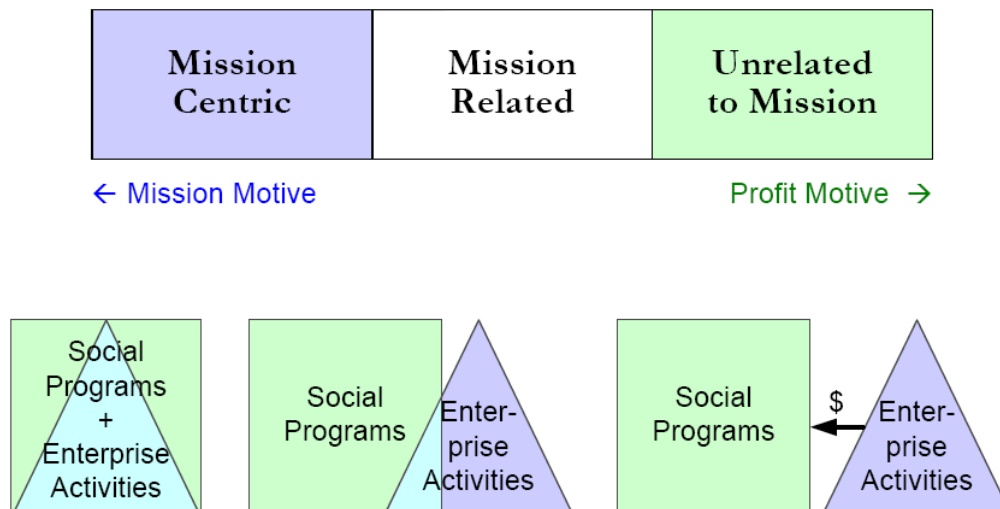 Mission
Centric
Mission
Related
Unrelated
to Mission
← Mission Motive
Profit Motive →
Social
Programs
+
Enterprise
Activities
Social
Programs
Enter-
prise
Activities
Social
Programs
$
Enter-
prise
Activities